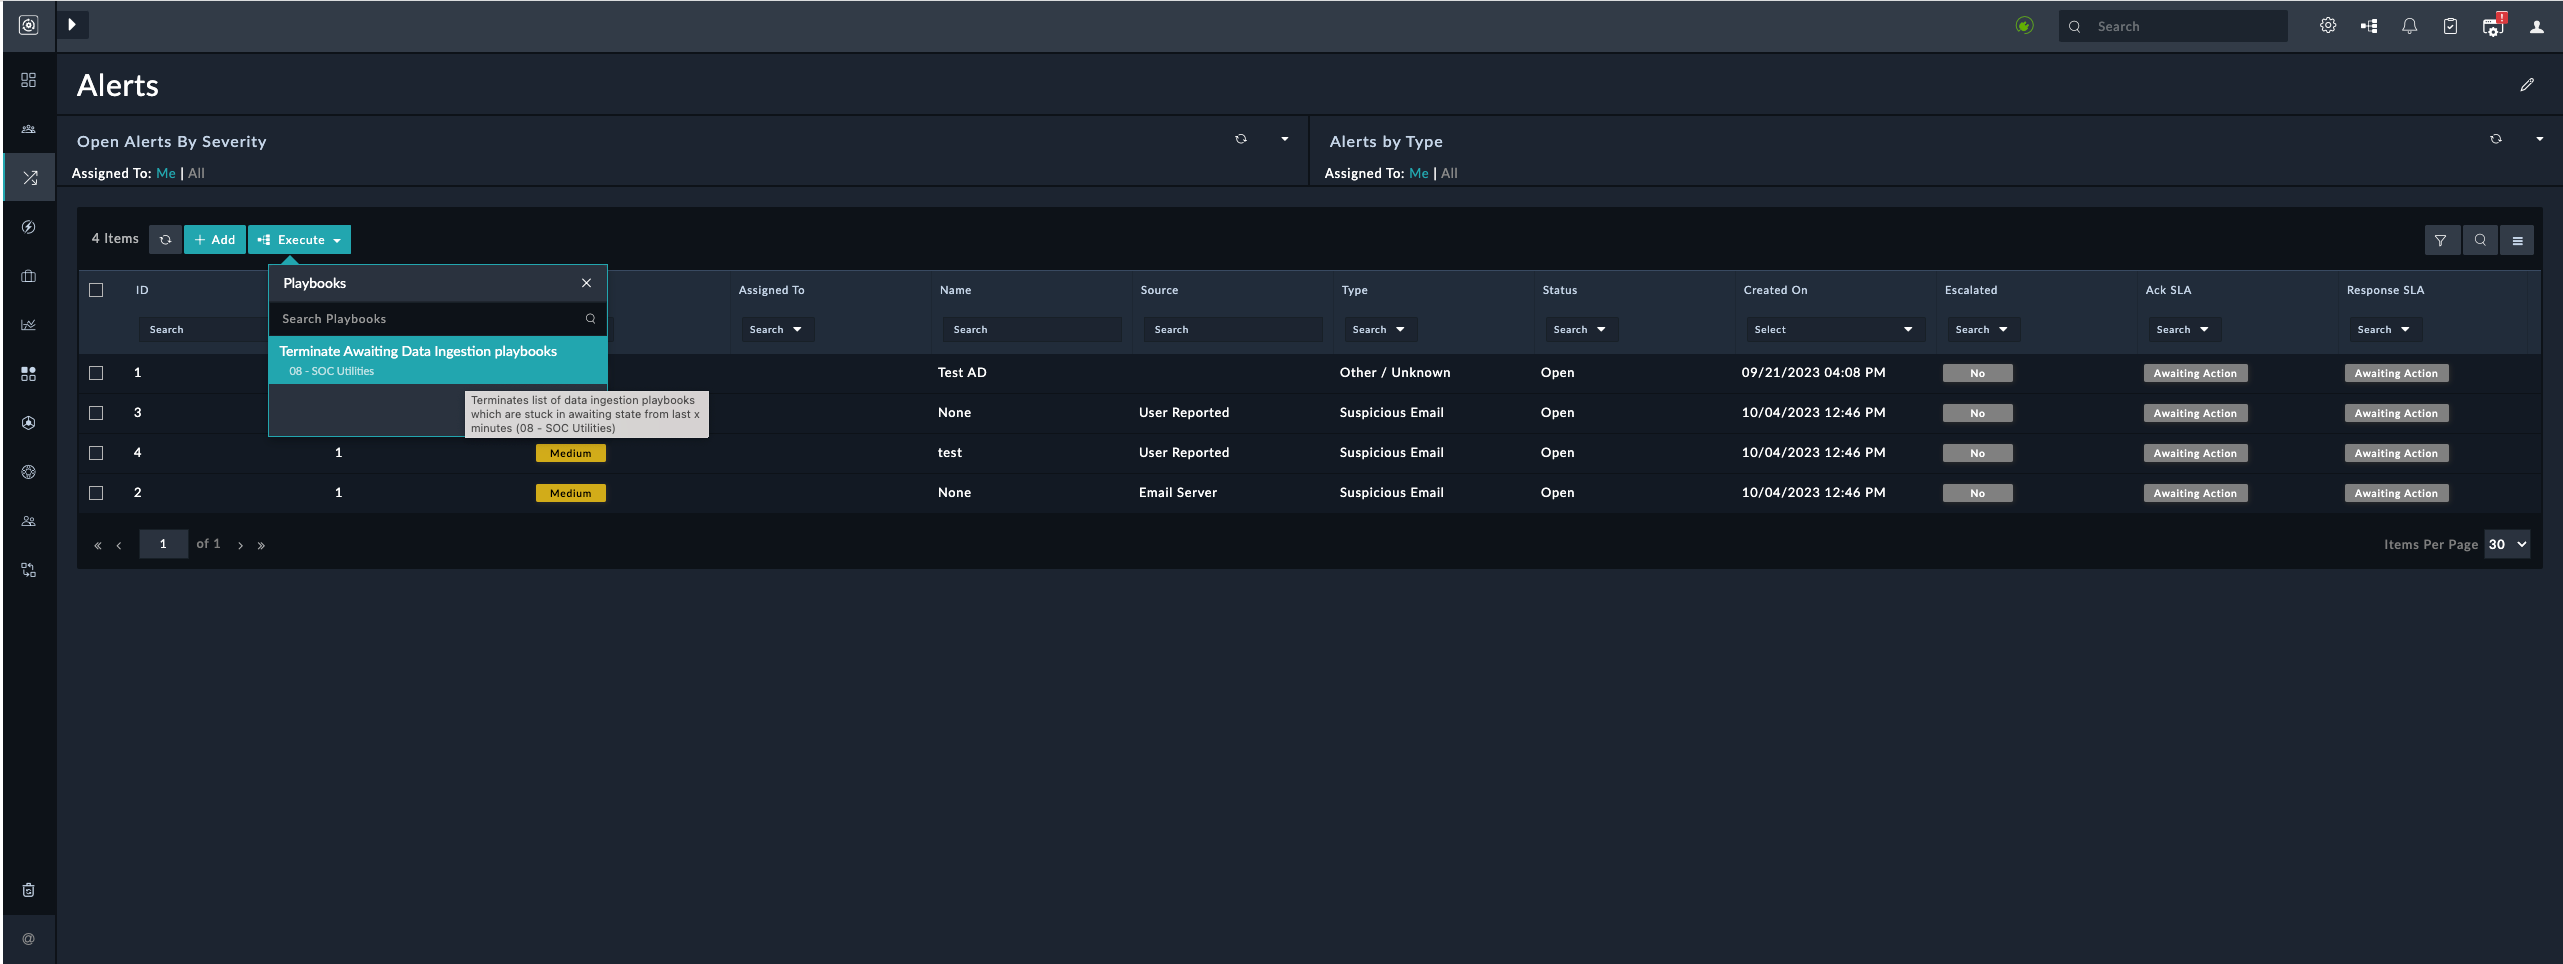 Search
!
Alerts
Open Alerts By Severity
Assigned To: Me | All
Alerts by Type
Assigned To: Me | All
4 Items
+ Add
Execute
Playbooks
Search Playbooks
Terminate Awaiting Data Ingestion playbooks
08 - SOC Utilities
Terminates list of data ingestion playbooks
which are stuck in awaiting state from last x
minutes (08 - SOC Utilities)
ID Assigned To Name Source Type Status Created On Escalated Ack SLA Response SLA
Search Search Search Search Search Search Select Search Search Search
1 Test AD Other / Unknown Open 09/21/2023 04:08 PM No Awaiting Action Awaiting Action
3 None User Reported Suspicious Email Open 10/04/2023 12:46 PM No Awaiting Action Awaiting Action
4 1 Medium test User Reported Suspicious Email Open 10/04/2023 12:46 PM No Awaiting Action Awaiting Action
2 1 Medium None Email Server Suspicious Email Open 10/04/2023 12:46 PM No Awaiting Action Awaiting Action
« ‹ 1 of 1 › »
Items Per Page 30
@